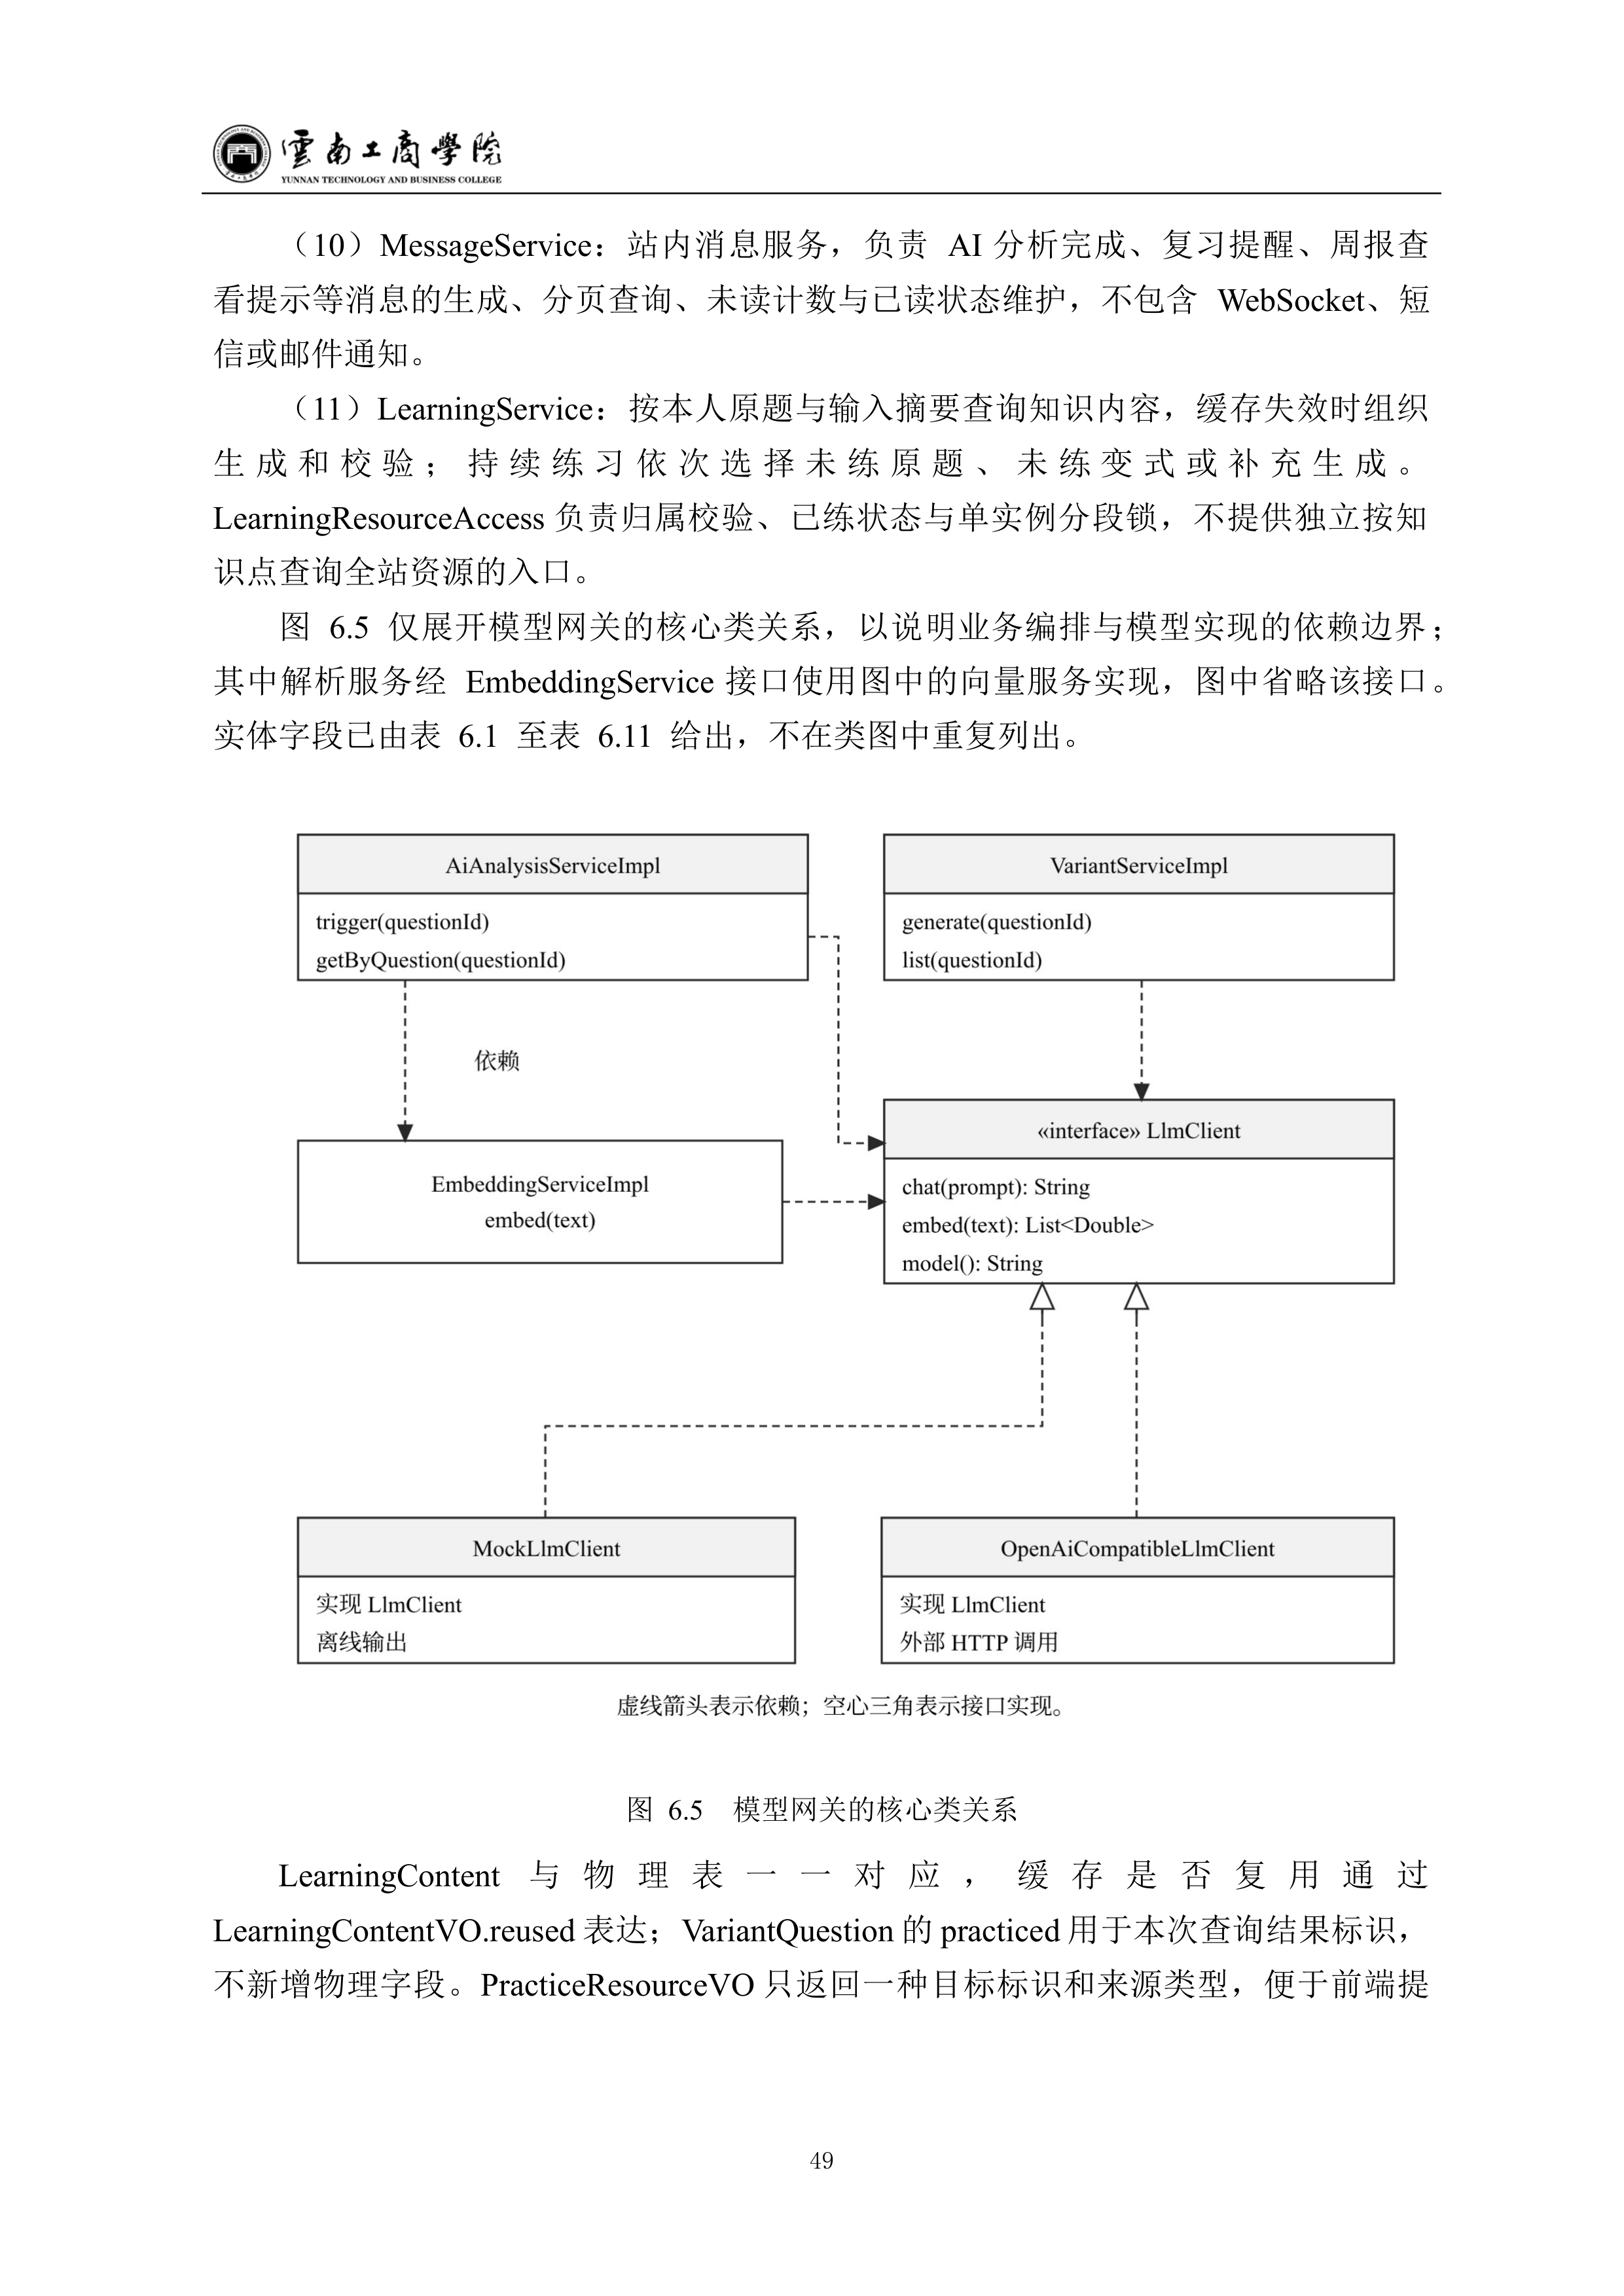 雲南工商學院
YUNNAN TECHNOLOGY AND BUSINESS COLLEGE
（10）MessageService：站内消息服务，负责 AI 分析完成、复习提醒、周报查
看提示等消息的生成、分页查询、未读计数与已读状态维护，不包含 WebSocket、短
信或邮件通知。
（11）LearningService：按本人原题与输入摘要查询知识内容，缓存失效时组织
生成和校验；持续练习依次选择未练原题、未练变式或补充生成。
LearningResourceAccess 负责归属校验、已练状态与单实例分段锁，不提供独立按知
识点查询全站资源的入口。
图 6.5 仅展开模型网关的核心类关系，以说明业务编排与模型实现的依赖边界；
其中解析服务经 EmbeddingService 接口使用图中的向量服务实现，图中省略该接口。
实体字段已由表 6.1 至表 6.11 给出，不在类图中重复列出。
AiAnalysisServiceImpl
trigger(questionId)
getByQuestion(questionId)
VariantServiceImpl
generate(questionId)
list(questionId)
依赖
EmbeddingServiceImpl
embed(text)
«interface» LlmClient
chat(prompt): String
embed(text): List<Double>
model(): String
MockLlmClient
实现 LlmClient
离线输出
OpenAiCompatibleLlmClient
实现 LlmClient
外部 HTTP 调用
虚线箭头表示依赖；空心三角表示接口实现。
图 6.5 模型网关的核心类关系
LearningContent 与物理表一一对应，缓存是否复用通过
LearningContentVO.reused 表达；VariantQuestion 的 practiced 用于本次查询结果标识，
不新增物理字段。PracticeResourceVO 只返回一种目标标识和来源类型，便于前端提
49